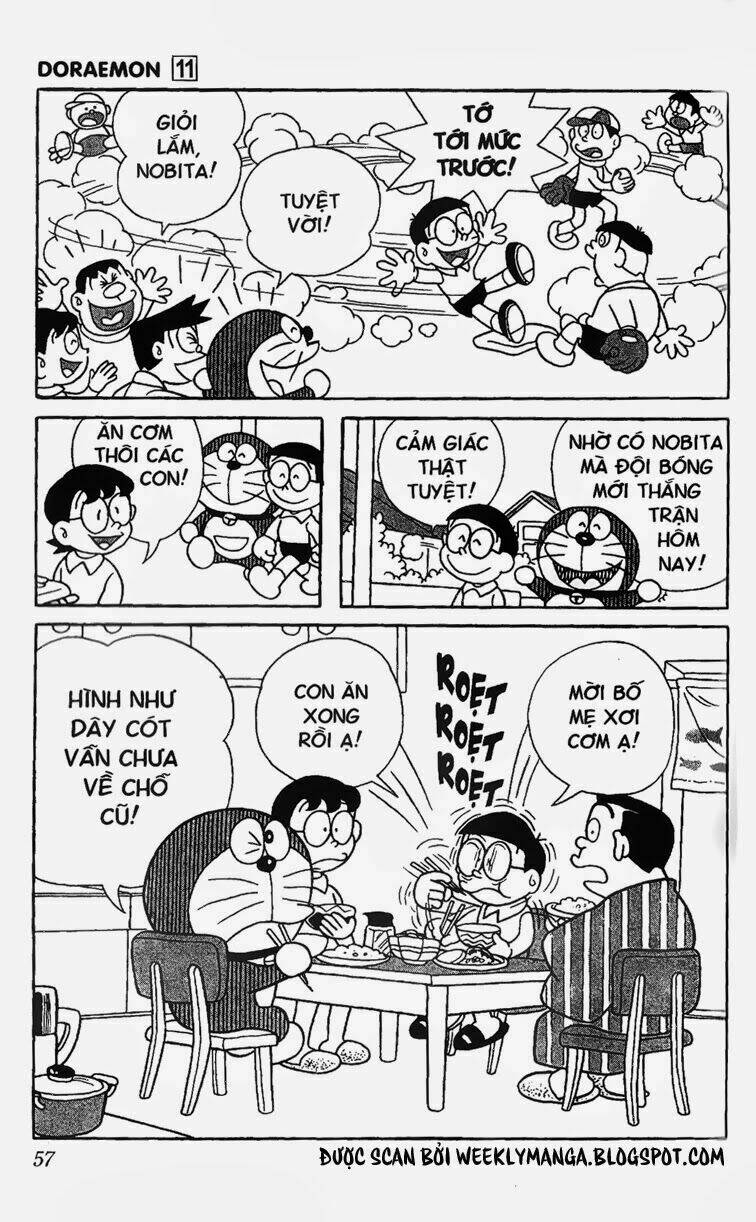 DORAEMON 11
GIỎI
LẮM,
NOBITA!
TUYỆT
VỜI!
TỚ
TỚI MỨC
TRƯỚC!
ĂN CƠM
THÔI CÁC
CON!
CẢM GIÁC
THẬT
TUYỆT!
NHỜ CÓ NOBITA
MÀ ĐỘI BÓNG
MỚI THẮNG
TRẬN
HÔM
NAY!
HÌNH NHƯ
DÂY CÓT
VẪN CHƯA
VỀ CHỖ
CŨ!
CON ĂN
XONG
RỒI Ạ!
ROẸT
ROẸT
ROẸT
MỜI BỐ
MẸ XƠI
CƠM Ạ!
57
ĐƯỢC SCAN BỞI WEEKLYMANGA.BLOGSPOT.COM